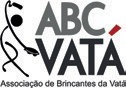 ABC
VATÁ
Associação de Brincantes da Vatá